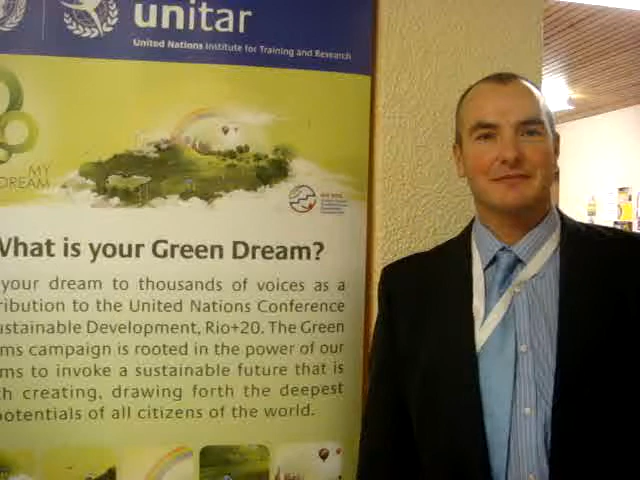 unitar
United Nations Institute for Training and Research
MY
DREAM
What is your Green Dream?
your dream to thousands of voices as a
ribution to the United Nations Conference
ustainable Development, Rio+20. The Green
ms campaign is rooted in the power of our
ms to invoke a sustainable future that is
h creating, drawing forth the deepest
potentials of all citizens of the world.